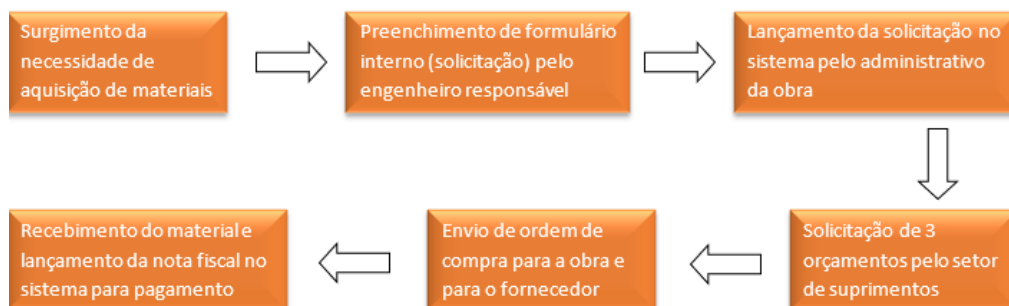 Surgimento da
necessidade de
aquisição de materiais
Preenchimento de formulário
interno (solicitação) pelo
engenheiro responsável
Lançamento da solicitação no
sistema pelo administrativo
da obra
Solicitação de 3
orçamentos pelo setor
de suprimentos
Envio de ordem de
compra para a obra e
para o fornecedor
Recebimento do material e
lançamento da nota fiscal no
sistema para pagamento